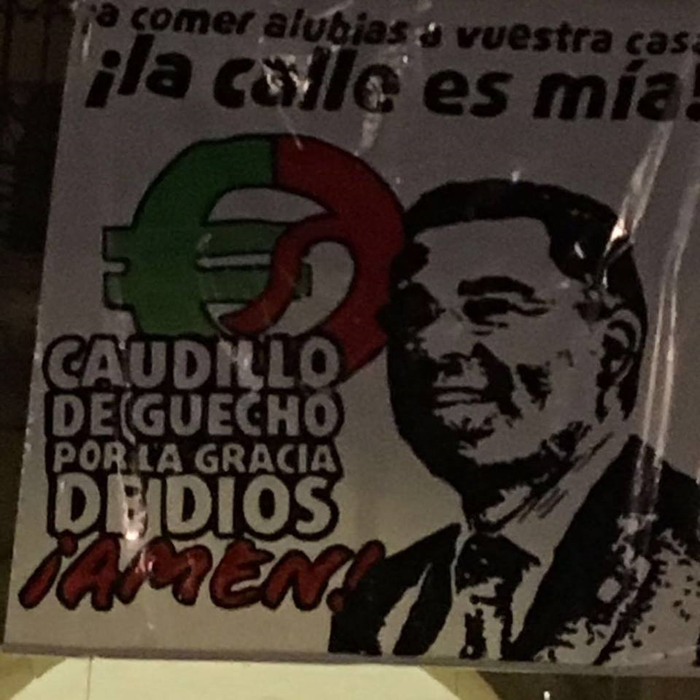 a comer alubias a vuestra casa
¡la calle es mía!
CAUDILLO
DE GUECHO
POR LA GRACIA
DE DIOS
¡AMEN!